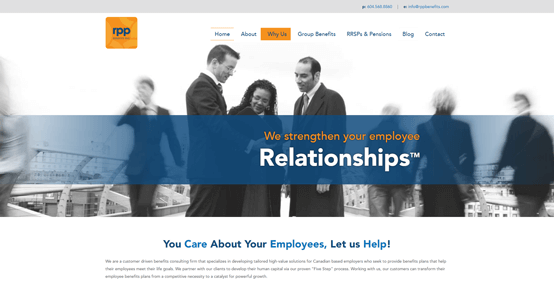 p: 604.568.8860 | e: info@rppbenefits.com
rpp
Home About Why Us Group Benefits RRSPs & Pensions Blog Contact
We strengthen your employee
Relationships™
You Care About Your Employees, Let us Help!
We are a customer driven benefits consulting firm that specializes in developing tailored high-value solutions for Canadian-based employers who seek to provide benefits plans that help
their employees meet their life goals. We partner with our clients to develop their human capital via our proven "Five Easy" process. Working with us, our customers can transform their
employee benefits plans from a competitive necessity to a catalyst for powerful growth.